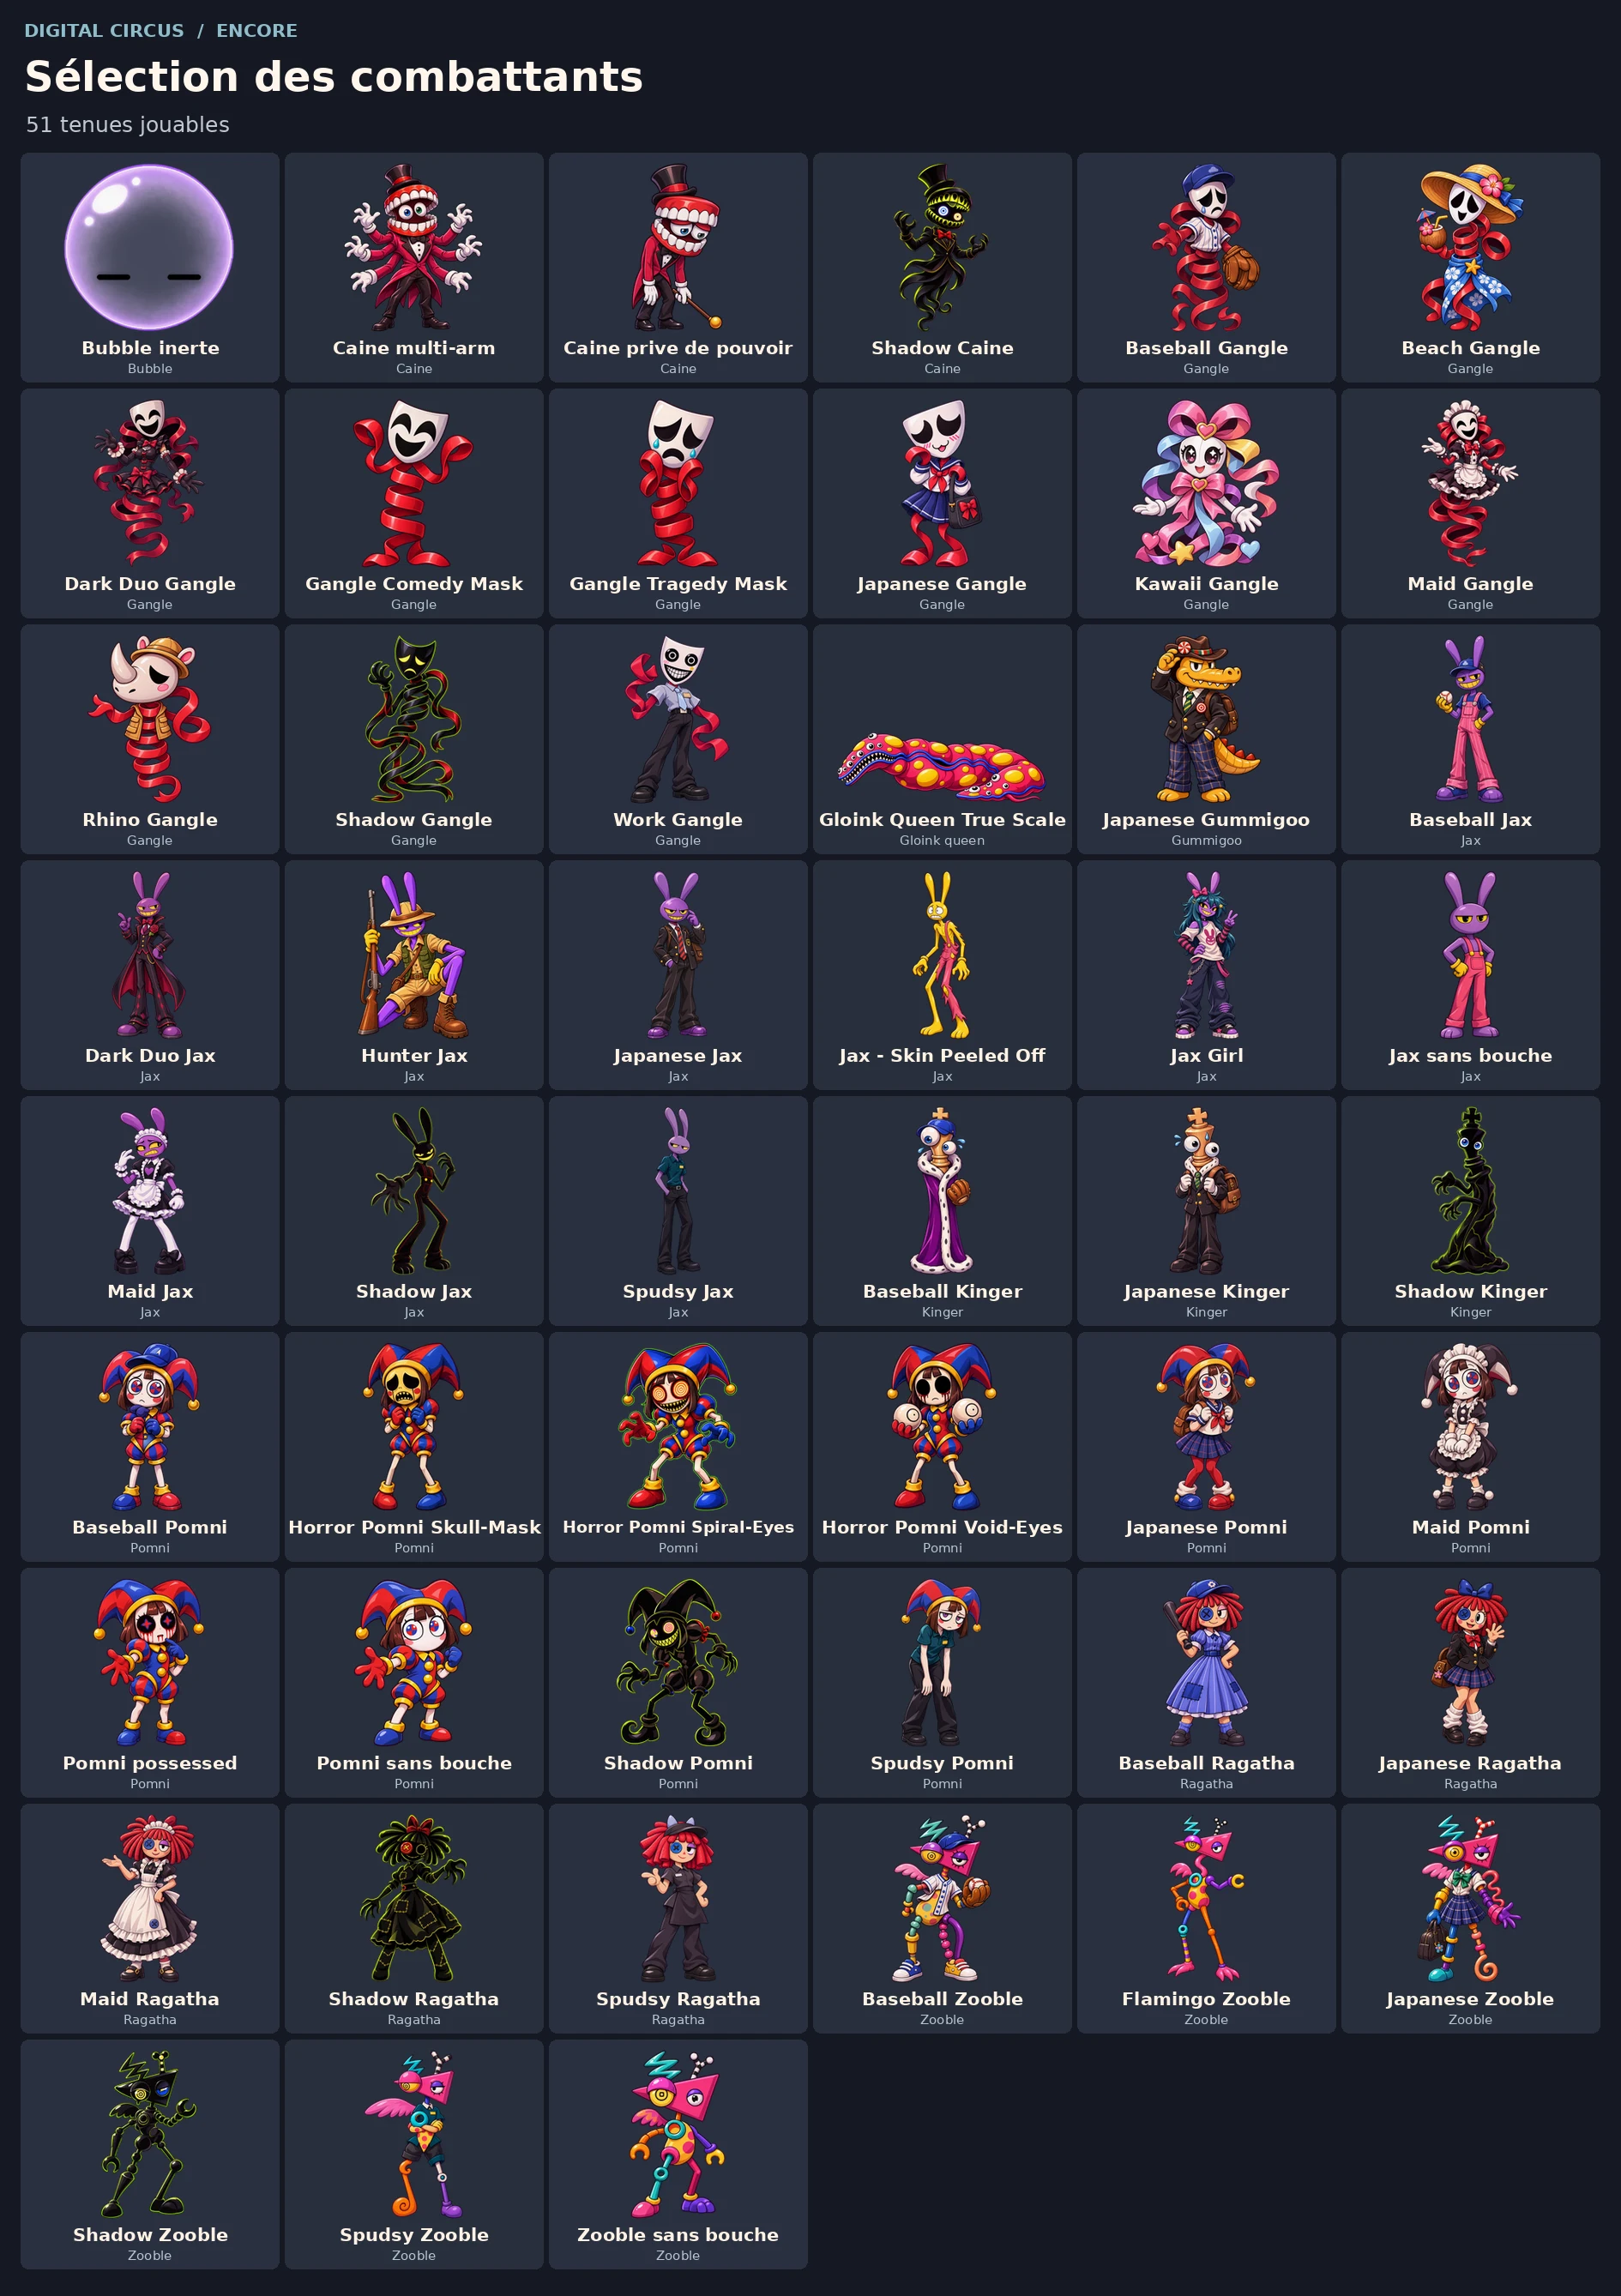 DIGITAL CIRCUS / ENCORE
Sélection des combattants
51 tenues jouables
Bubble inerte
Bubble
Caine multi-arm
Caine
Caine prive de pouvoir
Caine
Shadow Caine
Caine
Baseball Gangle
Gangle
Beach Gangle
Gangle
Dark Duo Gangle
Gangle
Gangle Comedy Mask
Gangle
Gangle Tragedy Mask
Gangle
Japanese Gangle
Gangle
Kawaii Gangle
Gangle
Maid Gangle
Gangle
Rhino Gangle
Gangle
Shadow Gangle
Gangle
Work Gangle
Gangle
Gloink Queen True Scale
Gloink queen
Japanese Gummigoo
Gummigoo
Baseball Jax
Jax
Dark Duo Jax
Jax
Hunter Jax
Jax
Japanese Jax
Jax
Jax - Skin Peeled Off
Jax
Jax Girl
Jax
Jax sans bouche
Jax
Maid Jax
Jax
Shadow Jax
Jax
Spudsy Jax
Jax
Baseball Kinger
Kinger
Japanese Kinger
Kinger
Shadow Kinger
Kinger
Baseball Pomni
Pomni
Horror Pomni Skull-Mask
Pomni
Horror Pomni Spiral-Eyes
Pomni
Horror Pomni Void-Eyes
Pomni
Japanese Pomni
Pomni
Maid Pomni
Pomni
Pomni possessed
Pomni
Pomni sans bouche
Pomni
Shadow Pomni
Pomni
Spudsy Pomni
Pomni
Baseball Ragatha
Ragatha
Japanese Ragatha
Ragatha
Maid Ragatha
Ragatha
Shadow Ragatha
Ragatha
Spudsy Ragatha
Ragatha
Baseball Zooble
Zooble
Flamingo Zooble
Zooble
Japanese Zooble
Zooble
Shadow Zooble
Zooble
Spudsy Zooble
Zooble
Zooble sans bouche
Zooble